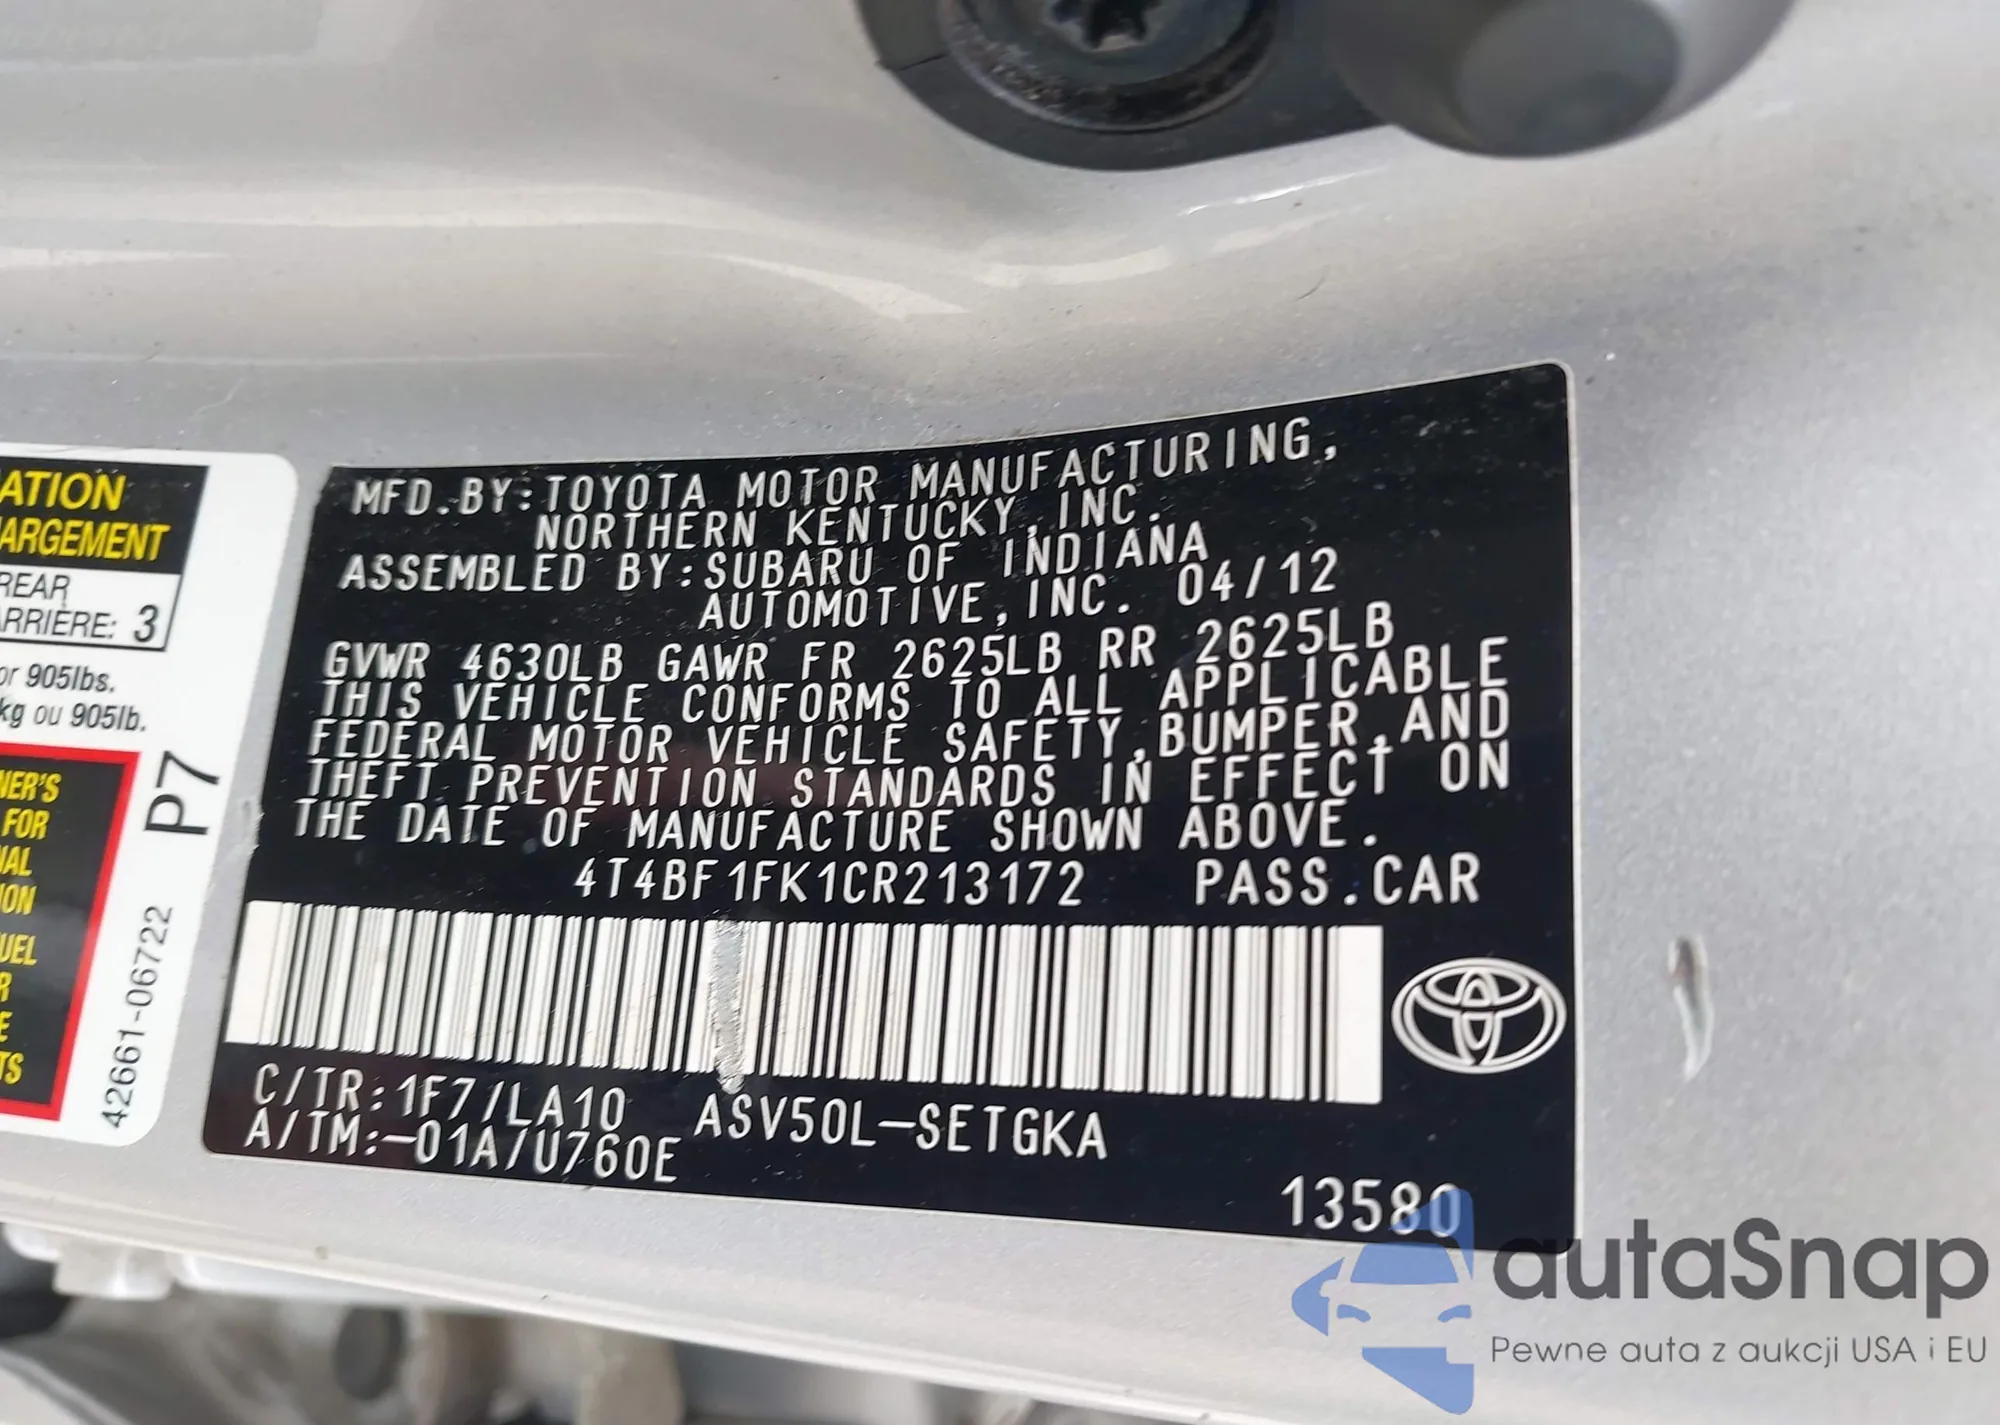 ATION
ARGEMENT
REAR
ARRIÈRE: 3
or 905lbs.
kg ou 905lb.
NER'S
FOR
NAL
ION
UEL
R
E
TS
P7
42661-06722
MFD.BY:TOYOTA MOTOR MANUFACTURING,
NORTHERN KENTUCKY,INC.
ASSEMBLED BY:SUBARU OF INDIANA
AUTOMOTIVE,INC. 04/12
GVWR 4630LB GAWR FR 2625LB RR 2625LB
THIS VEHICLE CONFORMS TO ALL APPLICABLE
FEDERAL MOTOR VEHICLE SAFETY,BUMPER,AND
THEFT PREVENTION STANDARDS IN EFFECT ON
THE DATE OF MANUFACTURE SHOWN ABOVE.
4T4BF1FK1CR213172 PASS.CAR
C/TR:1F7/LA10 ASV50L-SETGKA
A/TM:-01A/U760E
13580
autaSnap
Pewne auta z aukcji USA i EU